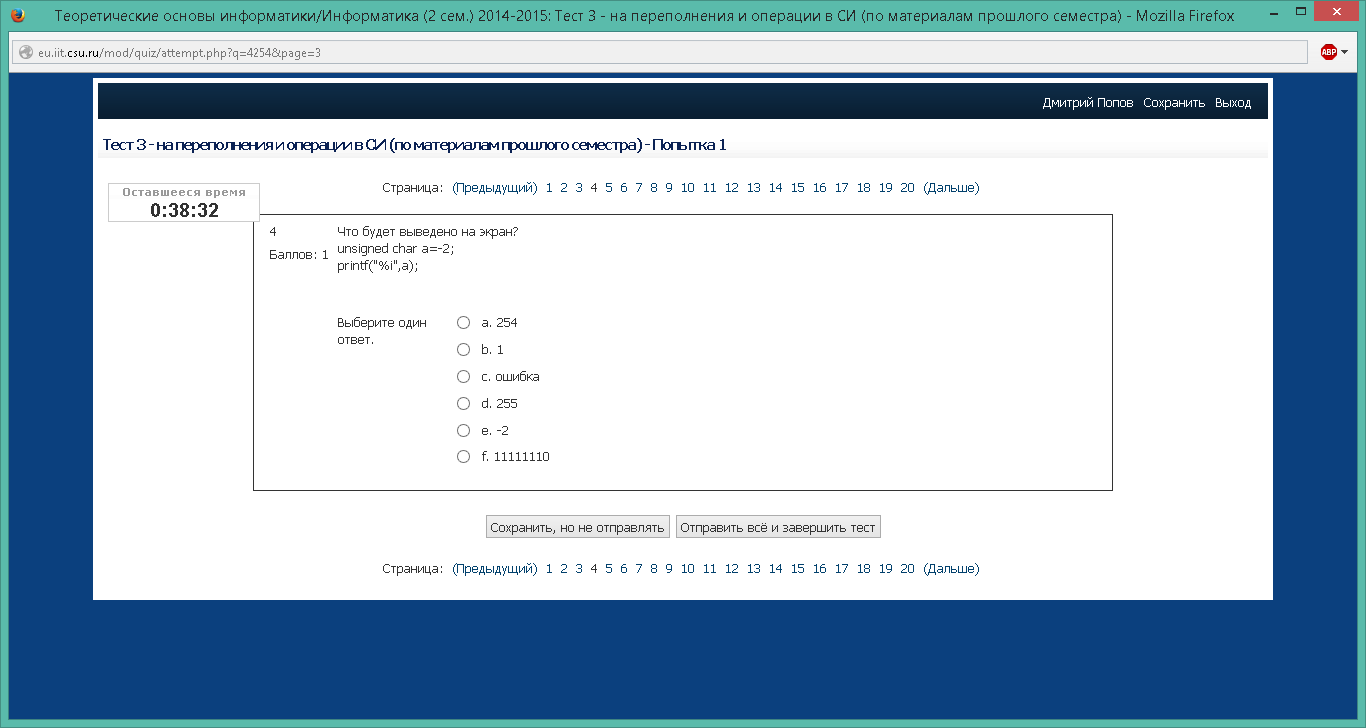 Теоретические основы информатики/Информатика (2 сем.) 2014-2015: Тест 3 - на переполнения и операции в СИ (по материалам прошлого семестра) - Mozilla Firefox
eu.iit.csu.ru/mod/quiz/attempt.php?q=4254&page=3
ABP
Дмитрий Попов Сохранить Выход
Тест 3 - на переполнения и операции в СИ (по материалам прошлого семестра) - Попытка 1
Оставшееся время
0:38:32
Страница: (Предыдущий) 1 2 3 4 5 6 7 8 9 10 11 12 13 14 15 16 17 18 19 20 (Дальше)
4
Баллов: 1
Что будет выведено на экран?
unsigned char a=-2;
printf("%i",a);
Выберите один
ответ.
a. 254
b. 1
c. ошибка
d. 255
e. -2
f. 11111110
Сохранить, но не отправлять Отправить всё и завершить тест
Страница: (Предыдущий) 1 2 3 4 5 6 7 8 9 10 11 12 13 14 15 16 17 18 19 20 (Дальше)